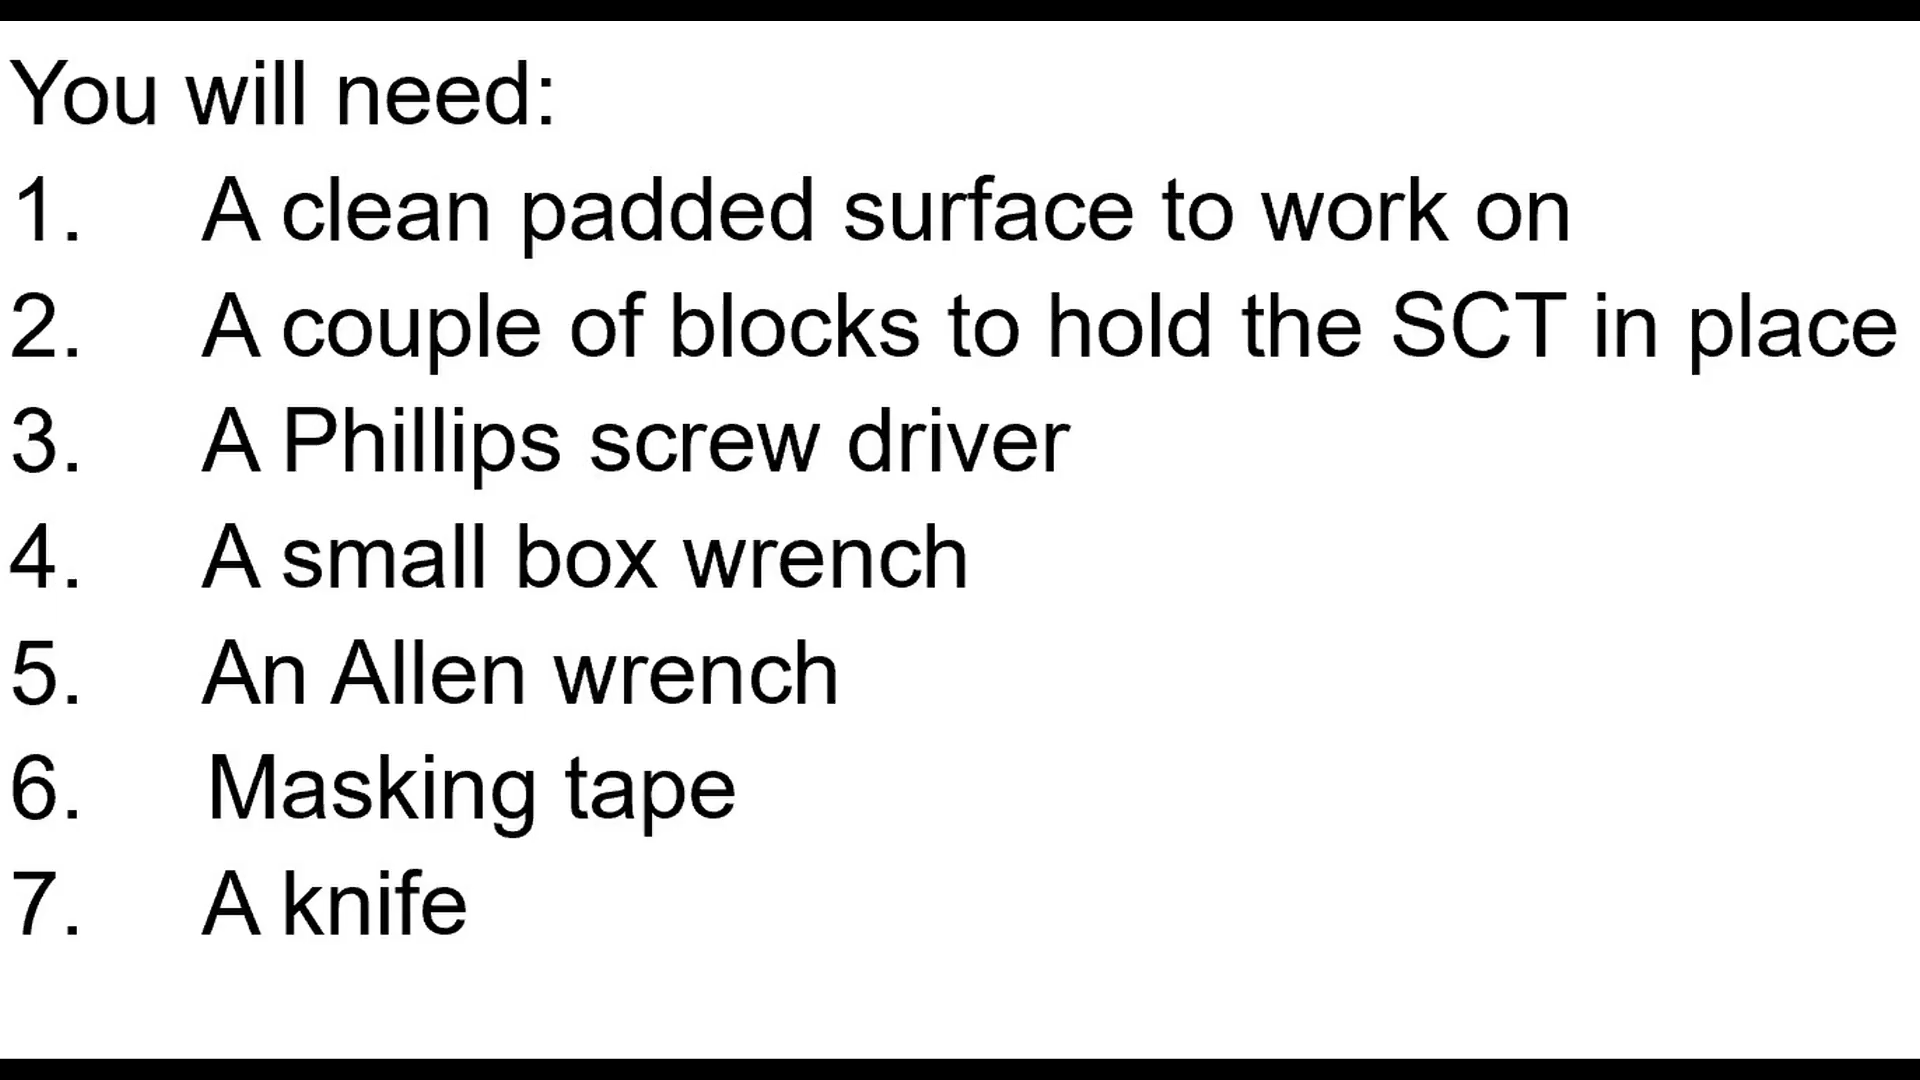 You will need:
1. A clean padded surface to work on
2. A couple of blocks to hold the SCT in place
3. A Phillips screw driver
4. A small box wrench
5. An Allen wrench
6. Masking tape
7. A knife